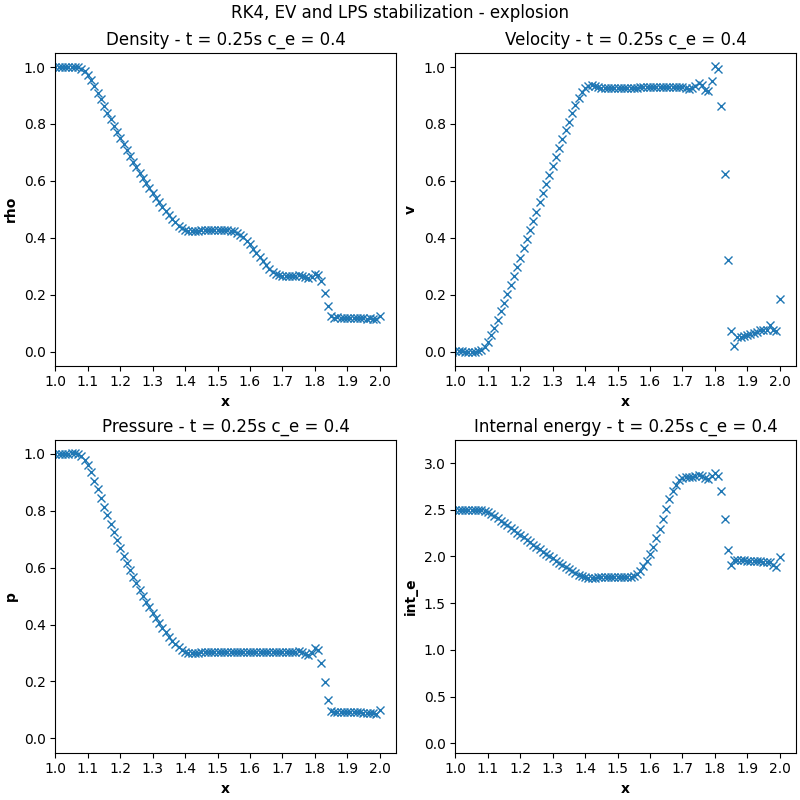 RK4, EV and LPS stabilization - explosion
Density - t = 0.25s c_e = 0.4
1.0
0.8
0.6
0.4
0.2
0.0
rho
1.0 1.1 1.2 1.3 1.4 1.5 1.6 1.7 1.8 1.9 2.0
x
Velocity - t = 0.25s c_e = 0.4
1.0
0.8
0.6
0.4
0.2
0.0
v
1.0 1.1 1.2 1.3 1.4 1.5 1.6 1.7 1.8 1.9 2.0
x
Pressure - t = 0.25s c_e = 0.4
1.0
0.8
0.6
0.4
0.2
0.0
p
1.0 1.1 1.2 1.3 1.4 1.5 1.6 1.7 1.8 1.9 2.0
x
Internal energy - t = 0.25s c_e = 0.4
3.0
2.5
2.0
1.5
1.0
0.5
0.0
int_e
1.0 1.1 1.2 1.3 1.4 1.5 1.6 1.7 1.8 1.9 2.0
x